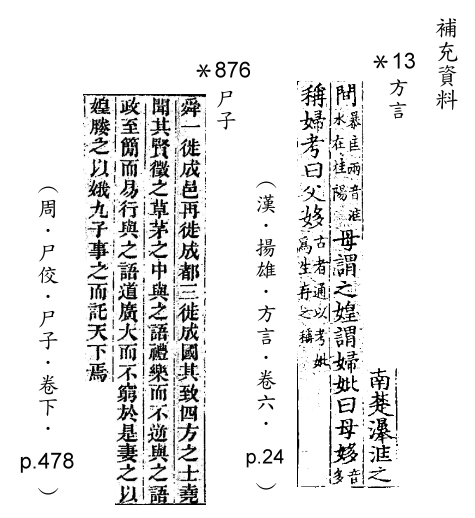 補充資料
*13 方言
南楚瀑洭之
間暴匡兩音洭水在桂陽母謂之媓謂婦妣曰母姼音多
稱婦考曰父姼古者通以考妣為生存之稱
（漢・揚雄・方言・卷六・p.24）
*876 尸子
舜一徙成邑再徙成都三徙成國其致四方之士堯
聞其賢徵之草茅之中與之語禮樂而不逆與之語
政至簡而易行與之語道廣大而不窮於是妻之以
媓媵之以娥九子事之而託天下焉
（周・尸佼・尸子・卷下・p.478）